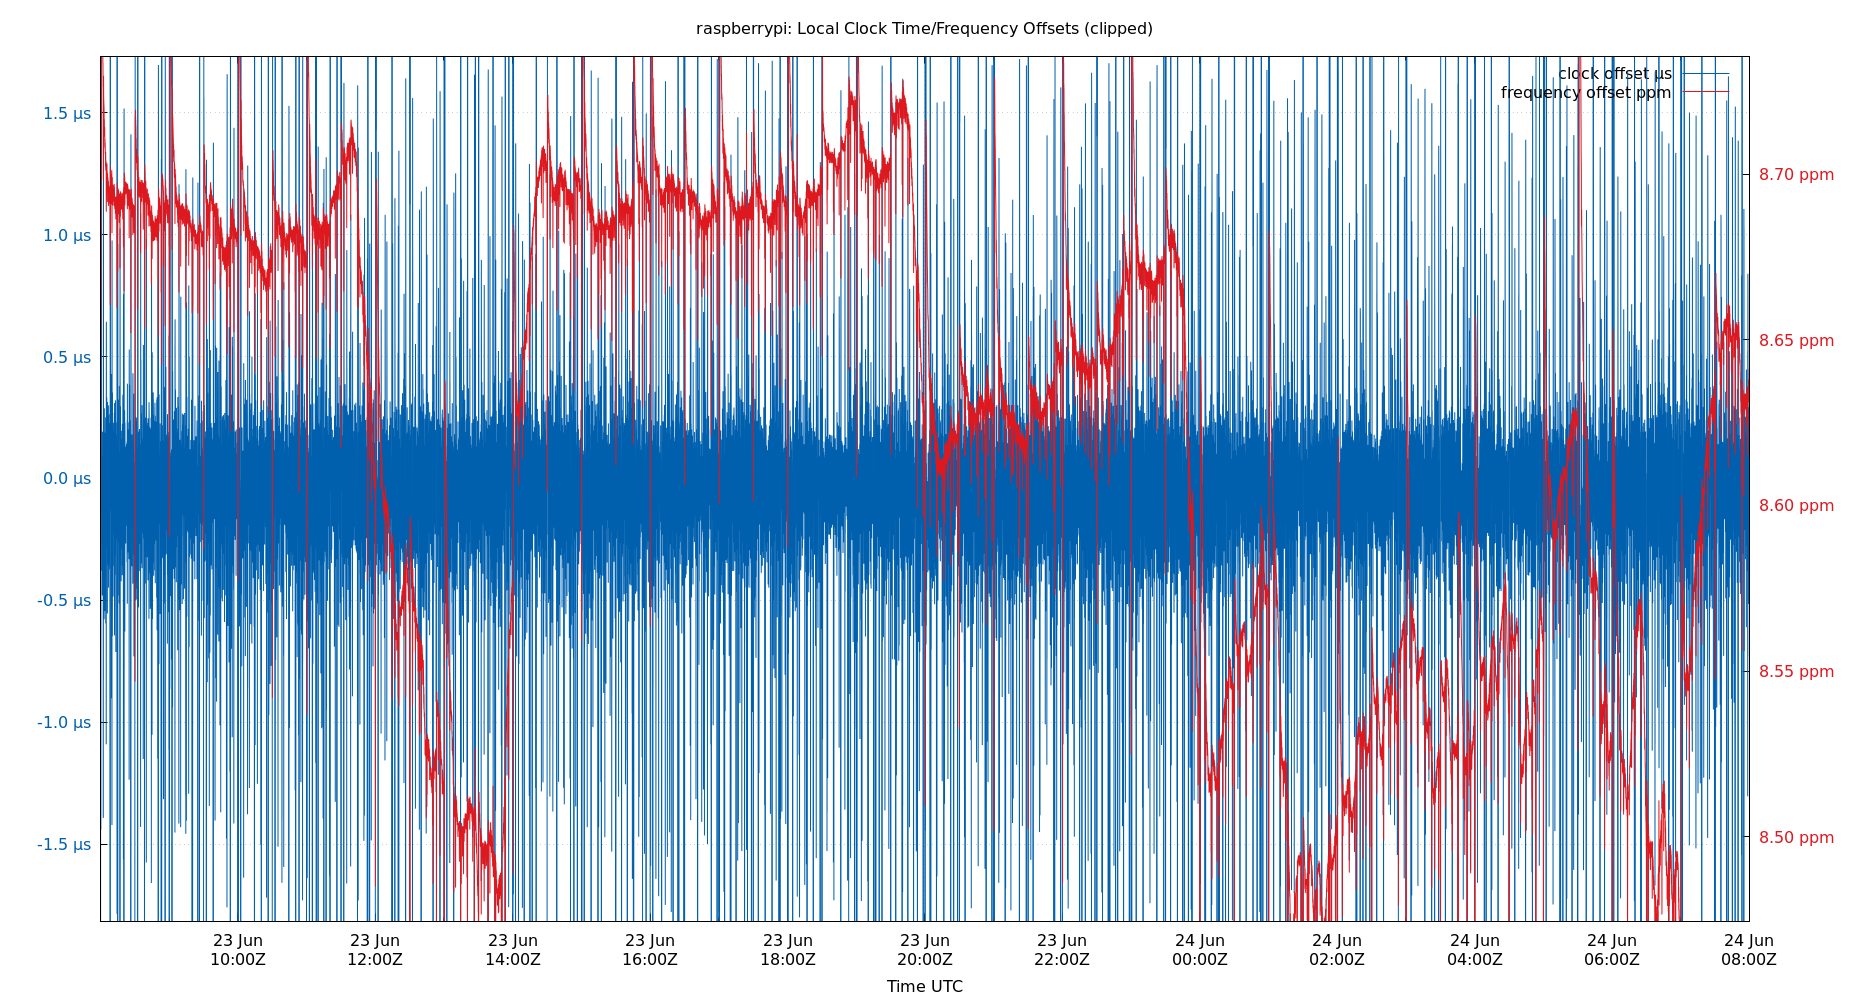 raspberrypi: Local Clock Time/Frequency Offsets (clipped)
clock offset µs
frequency offset ppm
1.5 µs
1.0 µs
0.5 µs
0.0 µs
-0.5 µs
-1.0 µs
-1.5 µs
8.70 ppm
8.65 ppm
8.60 ppm
8.55 ppm
8.50 ppm
23 Jun 23 Jun 23 Jun 23 Jun 23 Jun 23 Jun 23 Jun 24 Jun 24 Jun 24 Jun 24 Jun 24 Jun
10:00Z 12:00Z 14:00Z 16:00Z 18:00Z 20:00Z 22:00Z 00:00Z 02:00Z 04:00Z 06:00Z 08:00Z
Time UTC